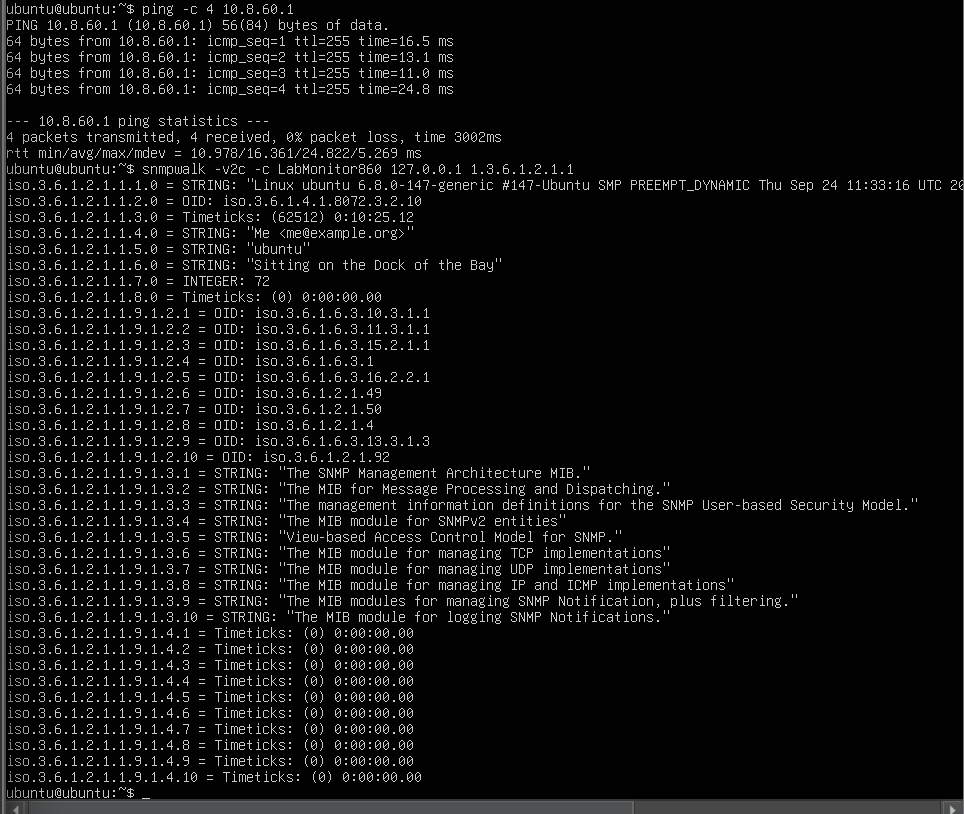 ubuntu@ubuntu:~$ ping -c 4 10.8.60.1
PING 10.8.60.1 (10.8.60.1) 56(84) bytes of data.
64 bytes from 10.8.60.1: icmp_seq=1 ttl=255 time=16.5 ms
64 bytes from 10.8.60.1: icmp_seq=2 ttl=255 time=13.1 ms
64 bytes from 10.8.60.1: icmp_seq=3 ttl=255 time=11.0 ms
64 bytes from 10.8.60.1: icmp_seq=4 ttl=255 time=24.8 ms
--- 10.8.60.1 ping statistics ---
4 packets transmitted, 4 received, 0% packet loss, time 3002ms
rtt min/avg/max/mdev = 10.978/16.361/24.822/5.269 ms
ubuntu@ubuntu:~$ snmpwalk -v2c -c LabMonitor860 127.0.0.1 1.3.6.1.2.1.1
iso.3.6.1.2.1.1.1.0 = STRING: "Linux ubuntu 6.8.0-147-generic #147-Ubuntu SMP PREEMPT_DYNAMIC Thu Sep 24 11:33:16 UTC 20
iso.3.6.1.2.1.1.2.0 = OID: iso.3.6.1.4.1.8072.3.2.10
iso.3.6.1.2.1.1.3.0 = Timeticks: (62512) 0:10:25.12
iso.3.6.1.2.1.1.4.0 = STRING: "Me <me@example.org>"
iso.3.6.1.2.1.1.5.0 = STRING: "ubuntu"
iso.3.6.1.2.1.1.6.0 = STRING: "Sitting on the Dock of the Bay"
iso.3.6.1.2.1.1.7.0 = INTEGER: 72
iso.3.6.1.2.1.1.8.0 = Timeticks: (0) 0:00:00.00
iso.3.6.1.2.1.1.9.1.2.1 = OID: iso.3.6.1.6.3.10.3.1.1
iso.3.6.1.2.1.1.9.1.2.2 = OID: iso.3.6.1.6.3.11.3.1.1
iso.3.6.1.2.1.1.9.1.2.3 = OID: iso.3.6.1.6.3.15.2.1.1
iso.3.6.1.2.1.1.9.1.2.4 = OID: iso.3.6.1.6.3.1
iso.3.6.1.2.1.1.9.1.2.5 = OID: iso.3.6.1.6.3.16.2.2.1
iso.3.6.1.2.1.1.9.1.2.6 = OID: iso.3.6.1.2.1.49
iso.3.6.1.2.1.1.9.1.2.7 = OID: iso.3.6.1.2.1.50
iso.3.6.1.2.1.1.9.1.2.8 = OID: iso.3.6.1.2.1.4
iso.3.6.1.2.1.1.9.1.2.9 = OID: iso.3.6.1.6.3.13.3.1.3
iso.3.6.1.2.1.1.9.1.2.10 = OID: iso.3.6.1.2.1.92
iso.3.6.1.2.1.1.9.1.3.1 = STRING: "The SNMP Management Architecture MIB."
iso.3.6.1.2.1.1.9.1.3.2 = STRING: "The MIB for Message Processing and Dispatching."
iso.3.6.1.2.1.1.9.1.3.3 = STRING: "The management information definitions for the SNMP User-based Security Model."
iso.3.6.1.2.1.1.9.1.3.4 = STRING: "The MIB module for SNMPv2 entities"
iso.3.6.1.2.1.1.9.1.3.5 = STRING: "View-based Access Control Model for SNMP."
iso.3.6.1.2.1.1.9.1.3.6 = STRING: "The MIB module for managing TCP implementations"
iso.3.6.1.2.1.1.9.1.3.7 = STRING: "The MIB module for managing UDP implementations"
iso.3.6.1.2.1.1.9.1.3.8 = STRING: "The MIB module for managing IP and ICMP implementations"
iso.3.6.1.2.1.1.9.1.3.9 = STRING: "The MIB modules for managing SNMP Notification, plus filtering."
iso.3.6.1.2.1.1.9.1.3.10 = STRING: "The MIB module for logging SNMP Notifications."
iso.3.6.1.2.1.1.9.1.4.1 = Timeticks: (0) 0:00:00.00
iso.3.6.1.2.1.1.9.1.4.2 = Timeticks: (0) 0:00:00.00
iso.3.6.1.2.1.1.9.1.4.3 = Timeticks: (0) 0:00:00.00
iso.3.6.1.2.1.1.9.1.4.4 = Timeticks: (0) 0:00:00.00
iso.3.6.1.2.1.1.9.1.4.5 = Timeticks: (0) 0:00:00.00
iso.3.6.1.2.1.1.9.1.4.6 = Timeticks: (0) 0:00:00.00
iso.3.6.1.2.1.1.9.1.4.7 = Timeticks: (0) 0:00:00.00
iso.3.6.1.2.1.1.9.1.4.8 = Timeticks: (0) 0:00:00.00
iso.3.6.1.2.1.1.9.1.4.9 = Timeticks: (0) 0:00:00.00
iso.3.6.1.2.1.1.9.1.4.10 = Timeticks: (0) 0:00:00.00
ubuntu@ubuntu:~$ _